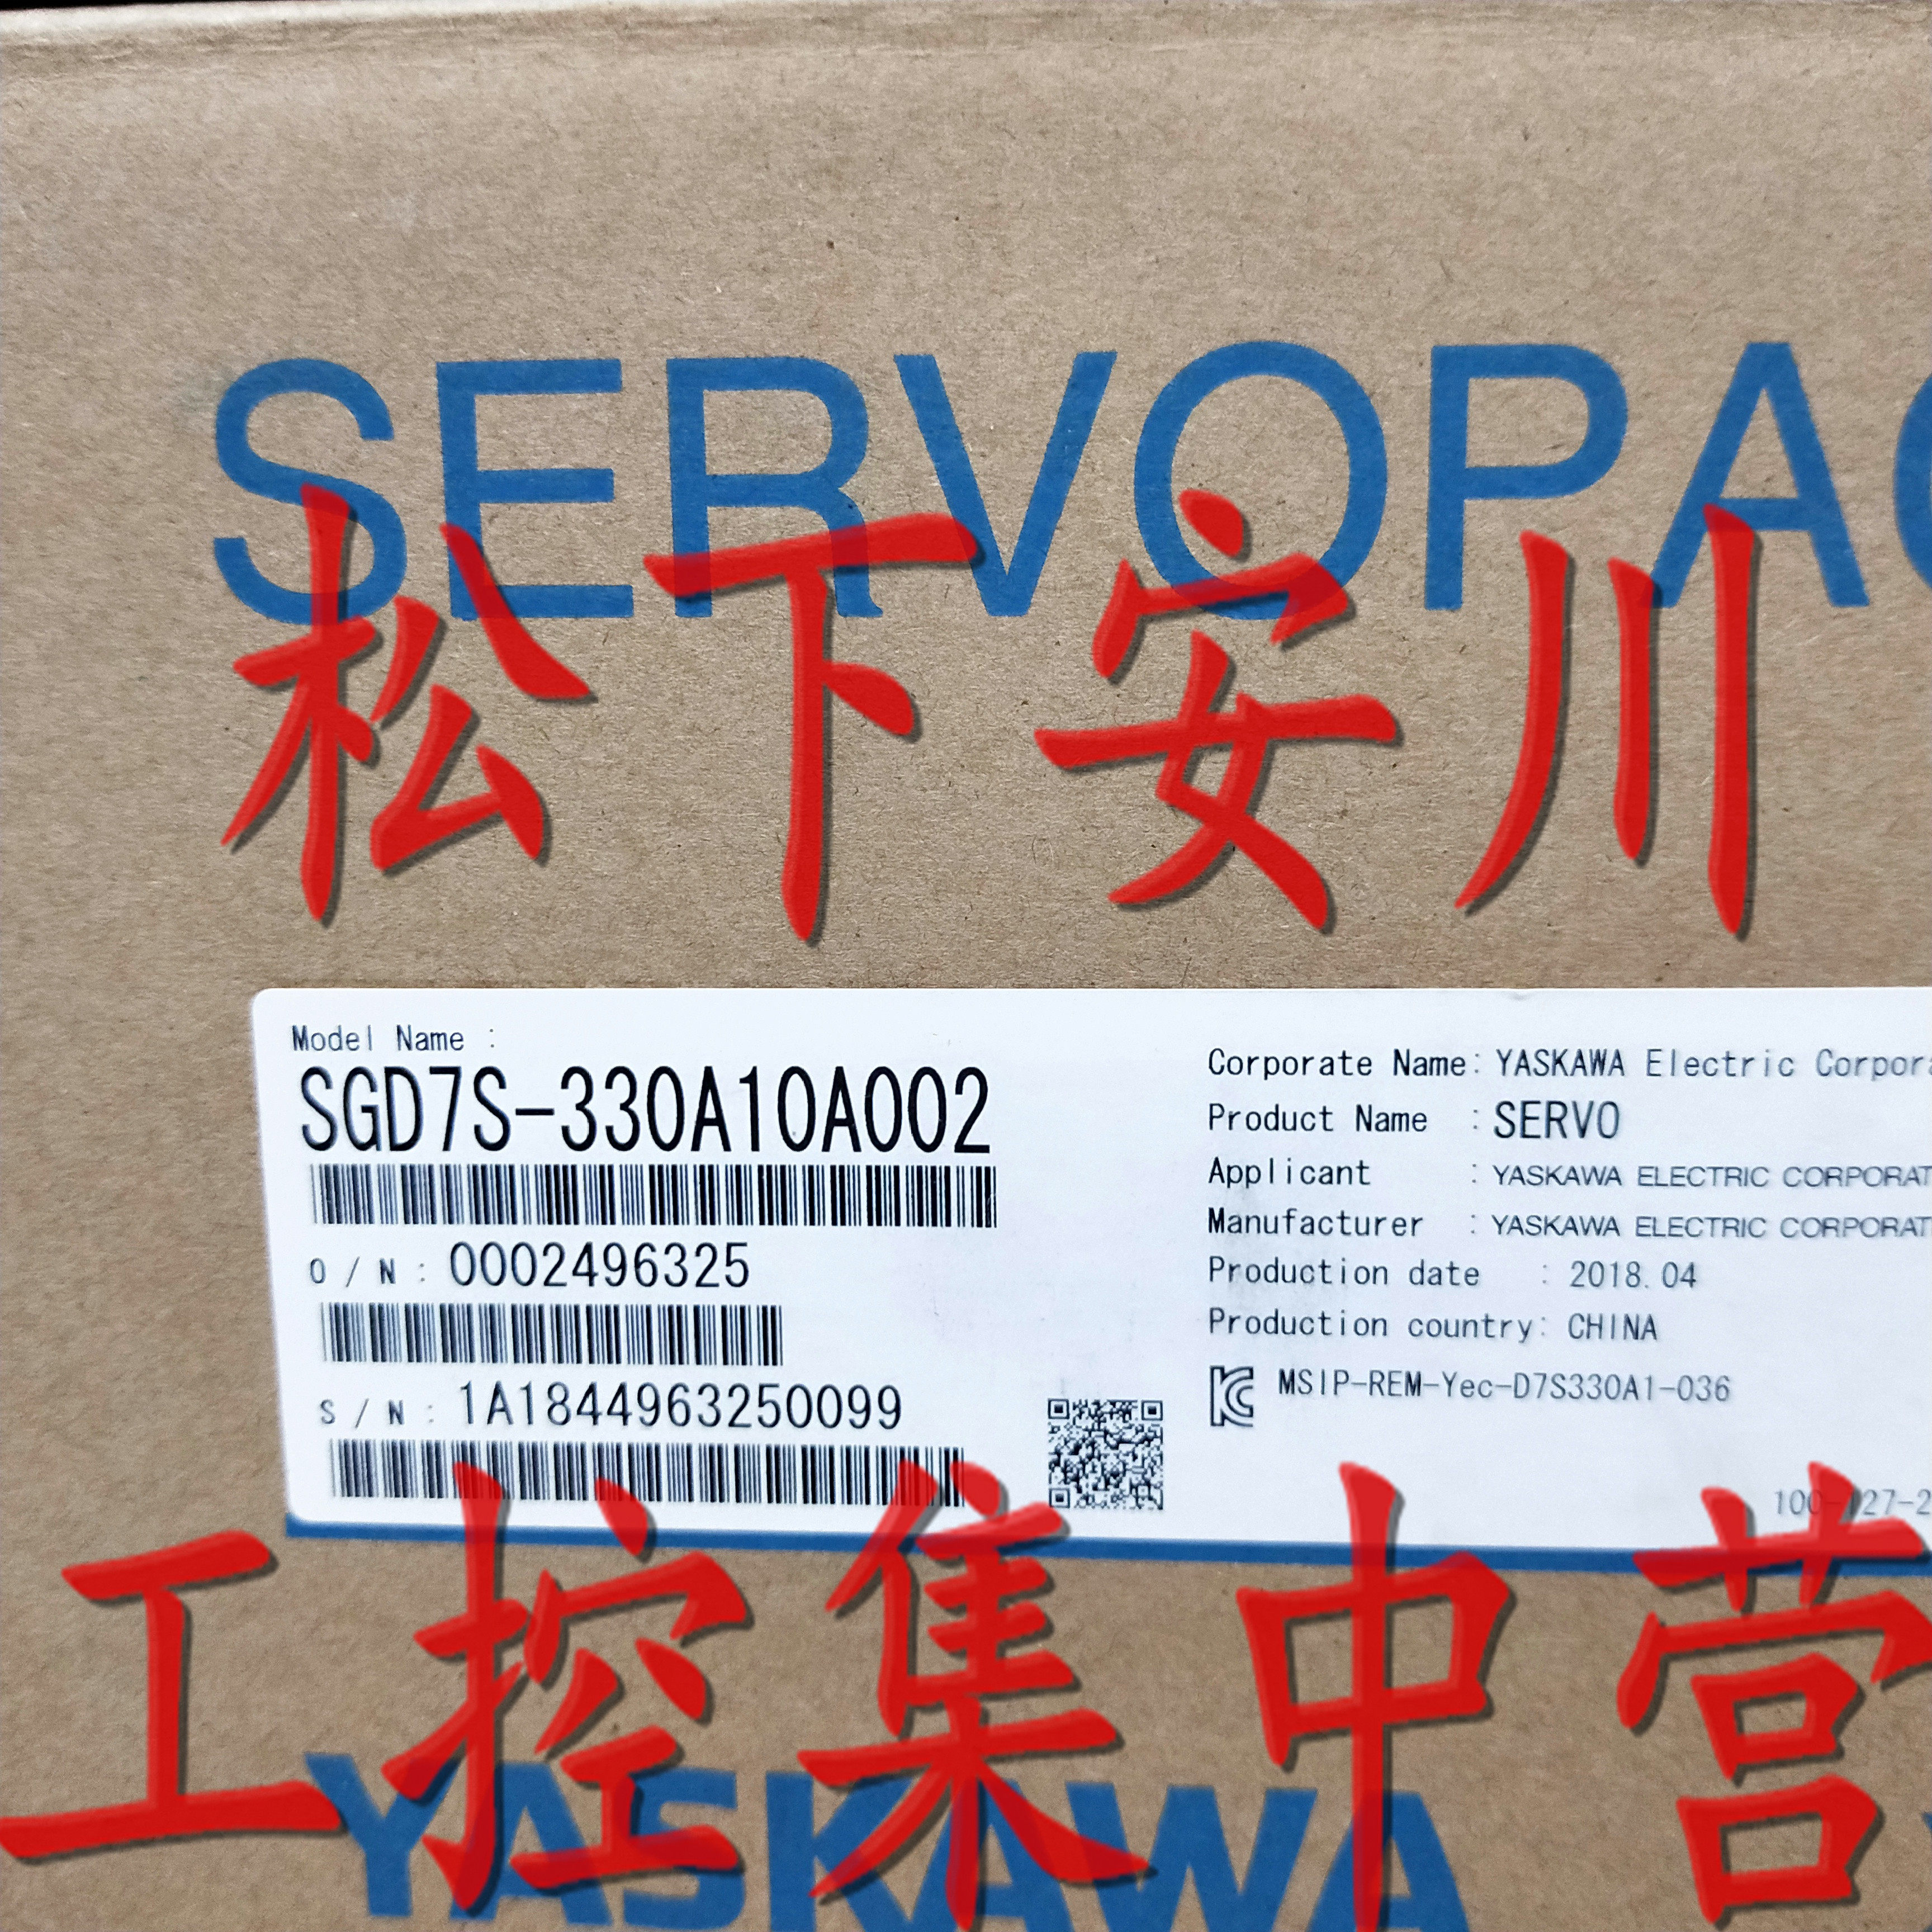 SERVOPAC
松下安川
Model Name :
SGD7S-330A10A002
O / N : 0002496325
S / N : 1A1844963250099
Corporate Name: YASKAWA Electric Corpora
Product Name : SERVO
Applicant : YASKAWA ELECTRIC CORPORAT
Manufacturer : YASKAWA ELECTRIC CORPORAT
Production date : 2018.04
Production country: CHINA
MSIP-REM-Yec-D7S330A1-036
工控集中营
YASKAWA